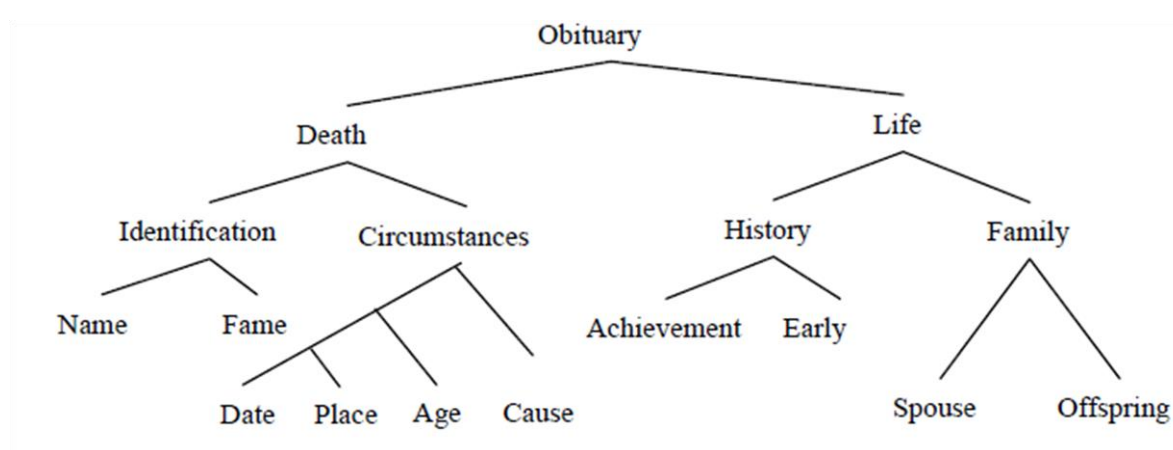 Obituary
Death
Life
Identification
Circumstances
History
Family
Name
Fame
Achievement
Early
Date
Place
Age
Cause
Spouse
Offspring